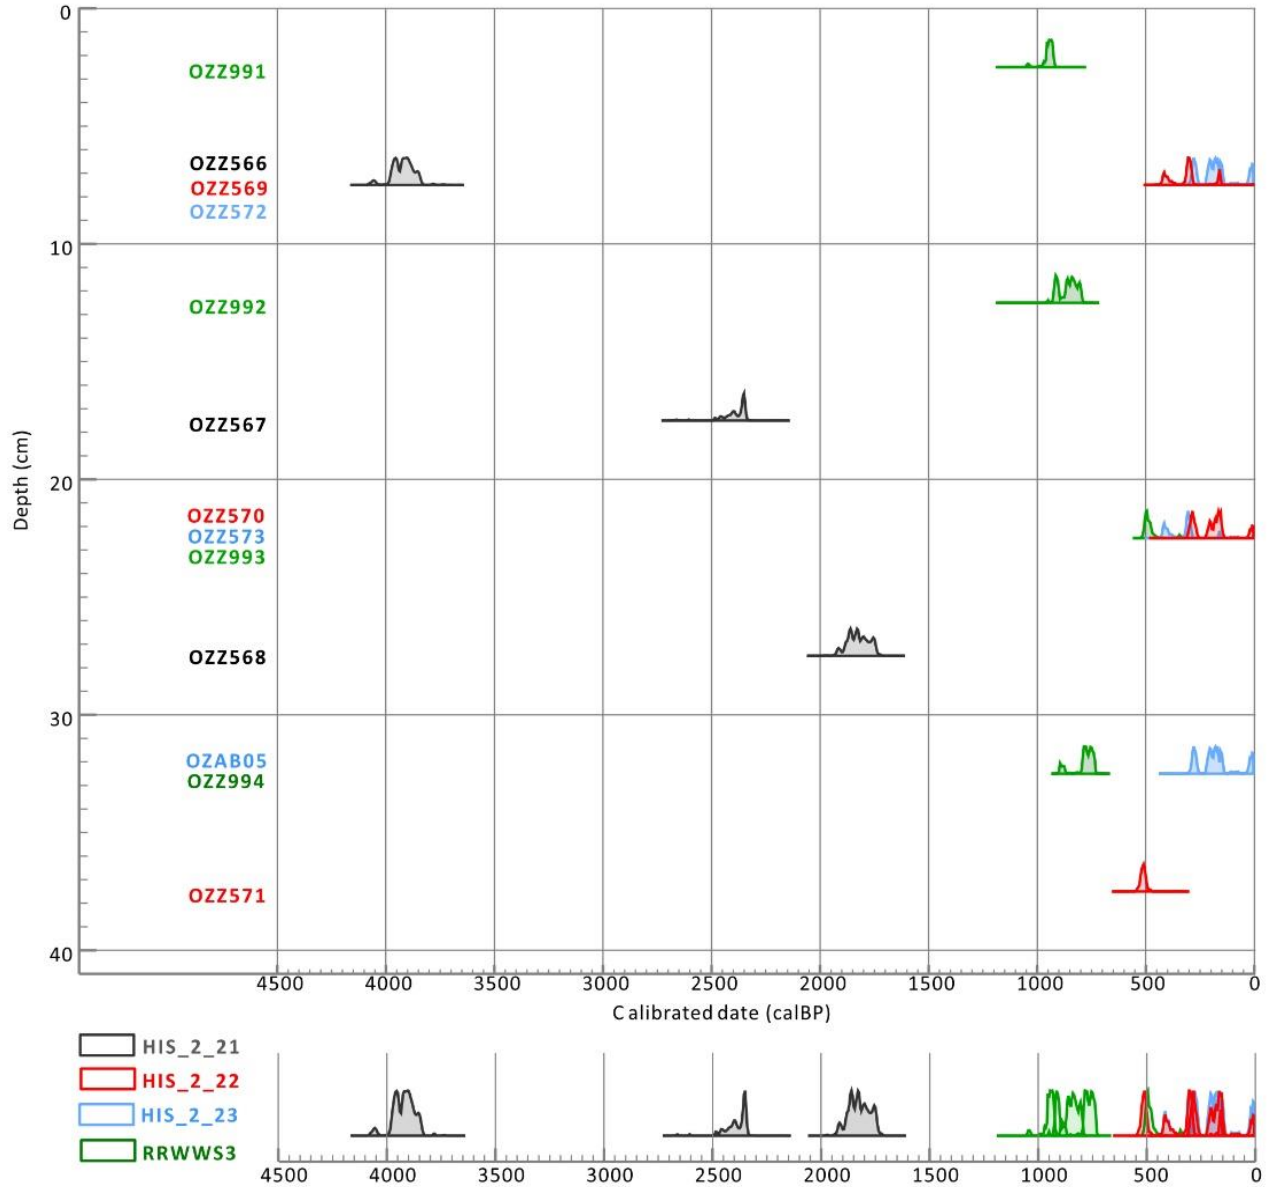 0
OZZ991
OZZ566
OZZ569
OZZ572
10
OZZ992
OZZ567
Depth (cm)
20
OZZ570
OZZ573
OZZ993
OZZ568
30
OZAB05
OZZ994
OZZ571
40
4500 4000 3500 3000 2500 2000 1500 1000 500 0
Calibrated date (calBP)
HIS_2_21
HIS_2_22
HIS_2_23
RRWWS3
4500 4000 3500 3000 2500 2000 1500 1000 500 0